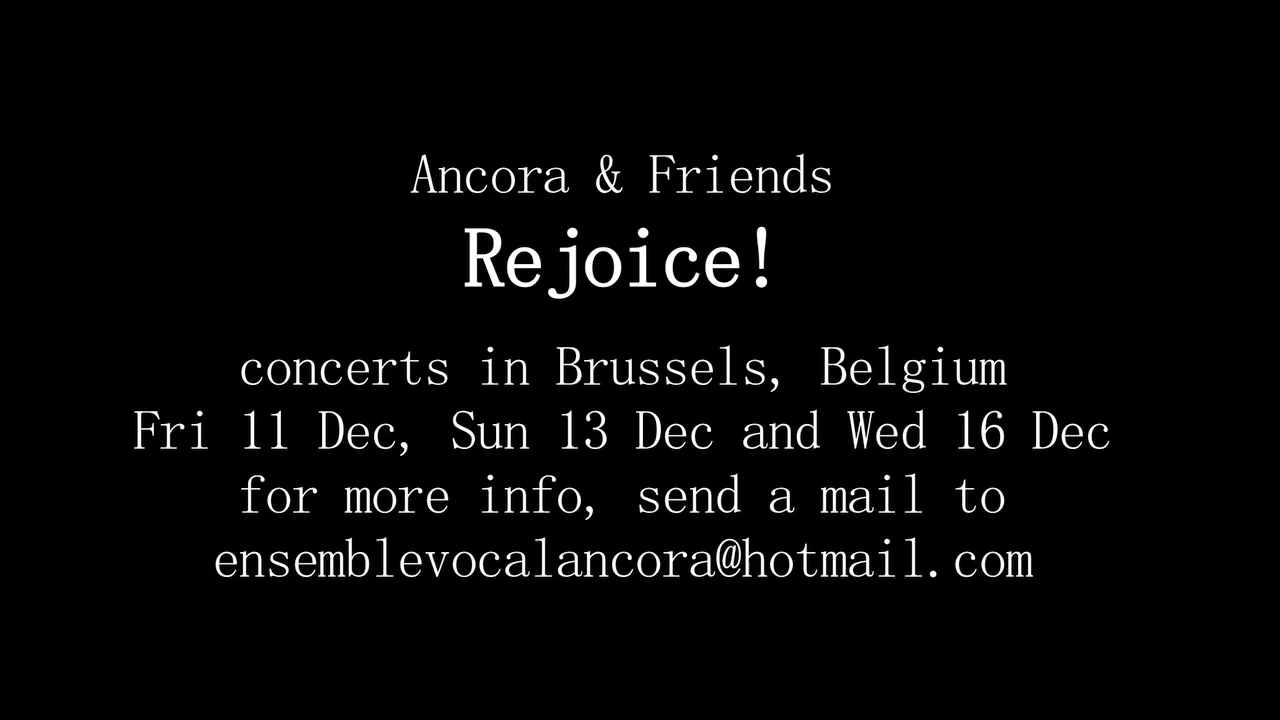 Ancora & Friends
Rejoice!
concerts in Brussels, Belgium
Fri 11 Dec, Sun 13 Dec and Wed 16 Dec
for more info, send a mail to
ensemblevocalancora@hotmail.com